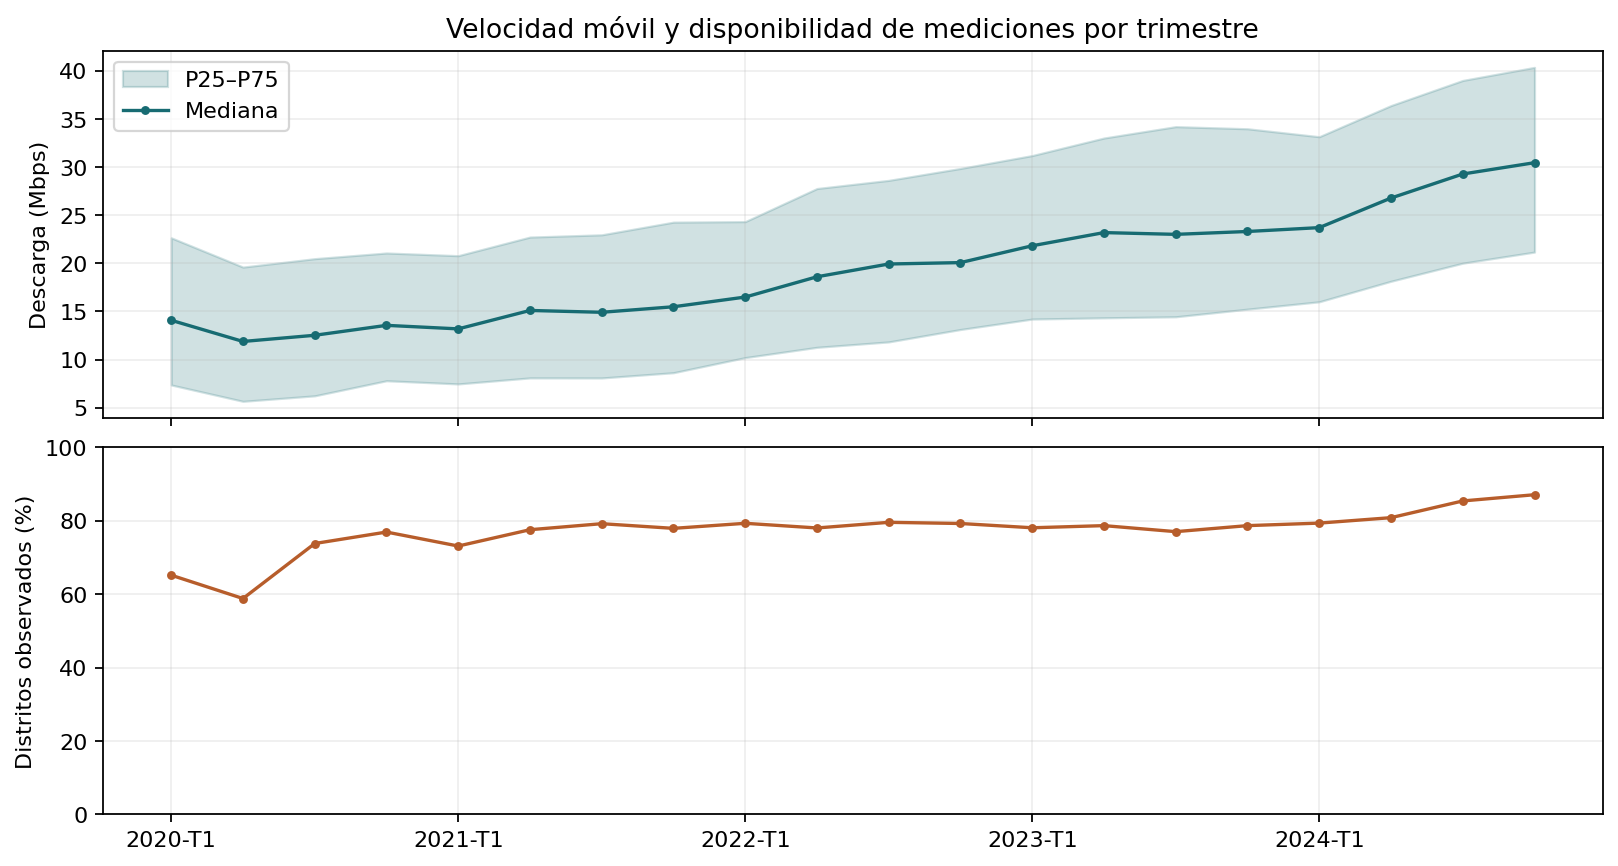 Velocidad móvil y disponibilidad de mediciones por trimestre
P25–P75
Mediana
Descarga (Mbps)
40
35
30
25
20
15
10
5
Distritos observados (%)
100
80
60
40
20
0
2020-T1
2021-T1
2022-T1
2023-T1
2024-T1